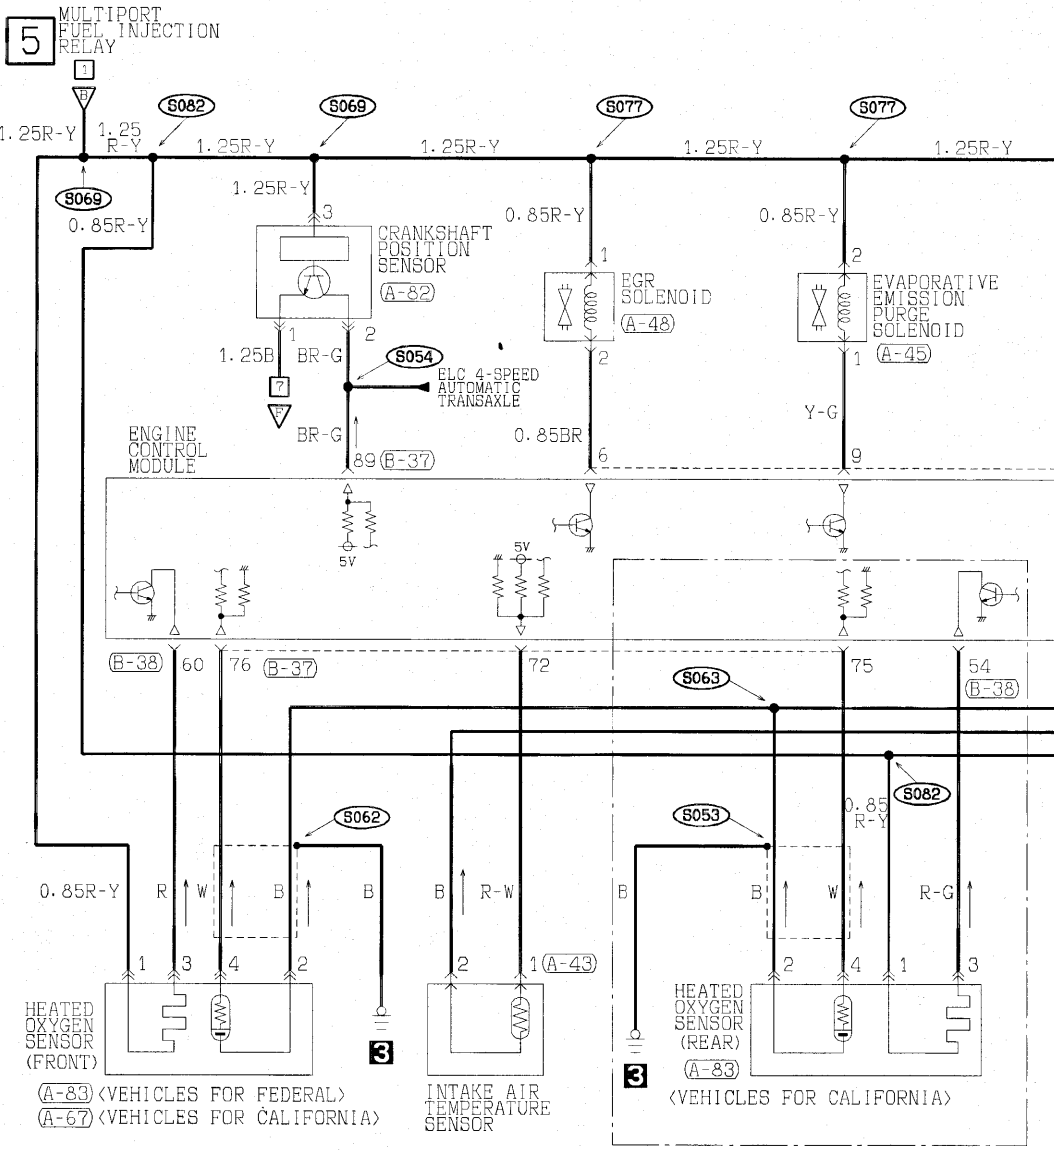 5
MULTIPORT
FUEL INJECTION
RELAY
1
B
S082
S069
S077
S077
1.25R-Y
1.25
R-Y
1.25R-Y
1.25R-Y
1.25R-Y
1.25R-Y
S069
0.85R-Y
1.25R-Y
3
0.85R-Y
0.85R-Y
CRANKSHAFT
POSITION
SENSOR
A-82
1
EGR
SOLENOID
A-48
2
EVAPORATIVE
EMISSION
PURGE
SOLENOID
A-45
1
2
2
1
1.25B
BR-G
S054
7
F
ELC 4-SPEED
AUTOMATIC
TRANSAXLE
Y-G
BR-G
0.85BR
ENGINE
CONTROL
MODULE
89
B-37
6
9
5V
5V
B-38
60
76
B-37
72
75
54
B-38
S063
S062
S053
0.85
R-Y
S082
0.85R-Y
R
W
B
B
B
R-W
B
B
W
R-G
1
3
4
2
2
1
A-43
2
4
1
3
HEATED
OXYGEN
SENSOR
(FRONT)
3
3
HEATED
OXYGEN
SENSOR
(REAR)
A-83
A-83 <VEHICLES FOR FEDERAL>
A-67 <VEHICLES FOR CALIFORNIA>
INTAKE AIR
TEMPERATURE
SENSOR
<VEHICLES FOR CALIFORNIA>